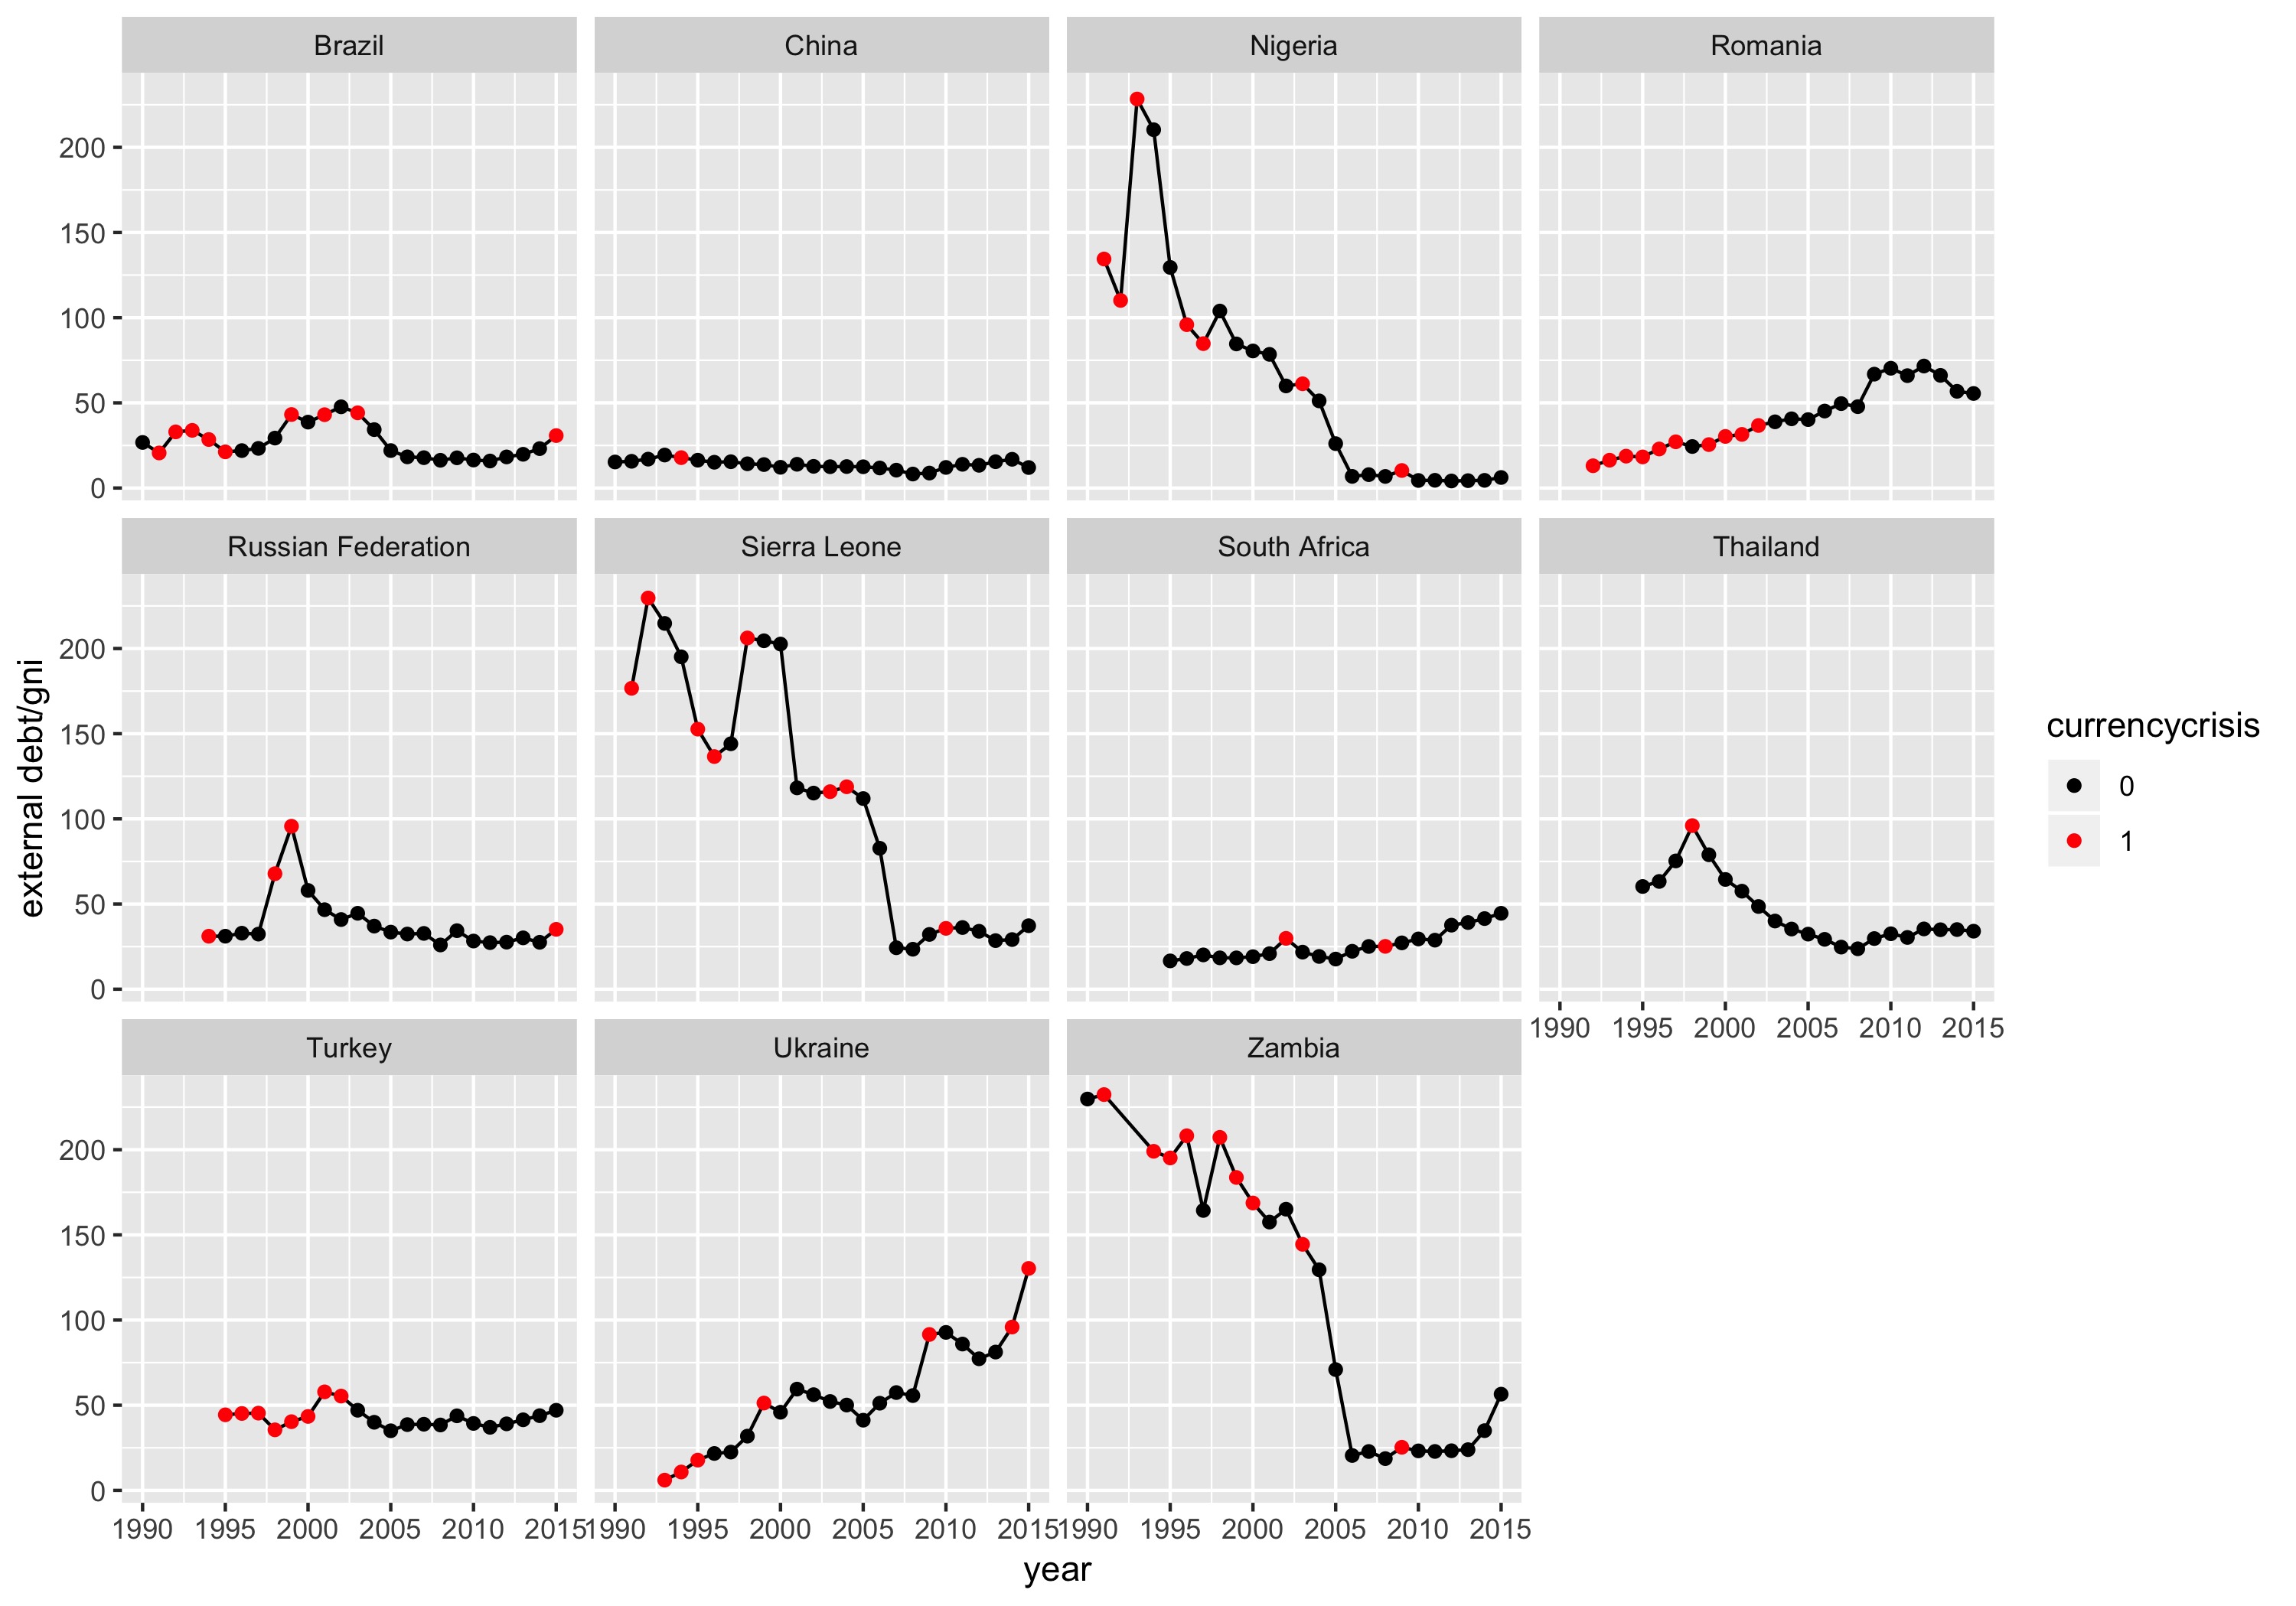 Brazil China Nigeria Romania
200
150
100
50
0
Russian Federation Sierra Leone South Africa Thailand
external debt/gni
200
150
100
50
0
1990 1995 2000 2005 2010 2015
currencycrisis
0
1
Turkey Ukraine Zambia
200
150
100
50
0
1990 1995 2000 2005 2010 2015 1990 1995 2000 2005 2010 2015 1990 1995 2000 2005 2010 2015
year